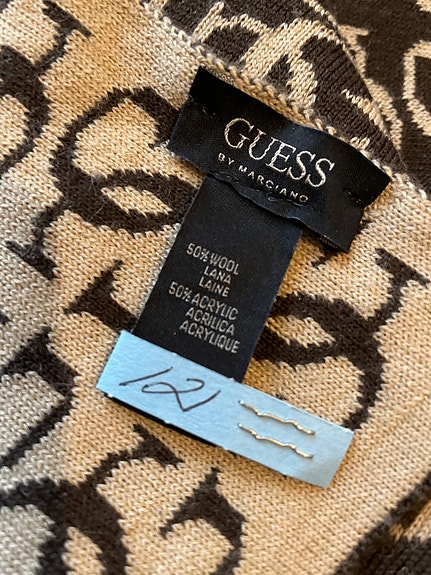 GUESS
BY MARCIANO
50% WOOL
LANA
LAINE
50% ACRYLIC
ACRILICA
ACRYLIQUE
121